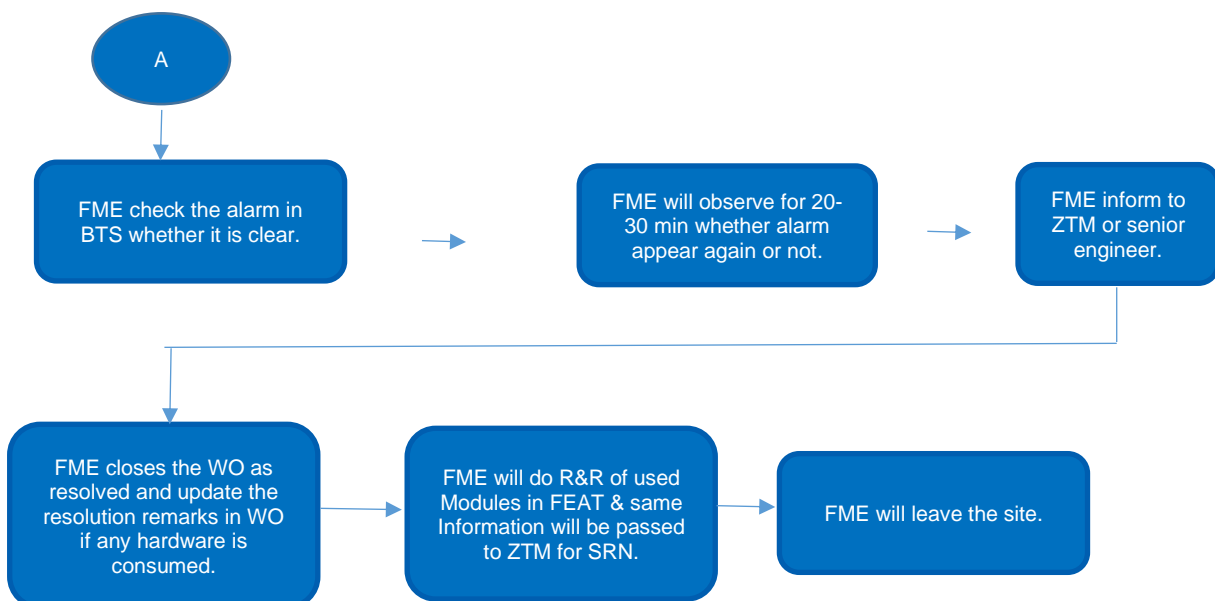 A
FME check the alarm in
BTS whether it is clear.
FME will observe for 20-
30 min whether alarm
appear again or not.
FME inform to
ZTM or senior
engineer.
FME closes the WO as
resolved and update the
resolution remarks in WO
if any hardware is
consumed.
FME will do R&R of used
Modules in FEAT & same
Information will be passed
to ZTM for SRN.
FME will leave the site.